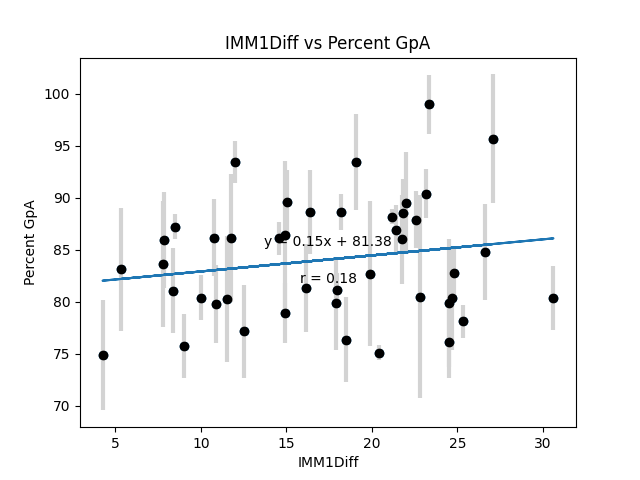 IMM1Diff vs Percent GpA
Percent GpA
100
95
90
85
80
75
70
y = 0.15x + 81.38
r = 0.18
5
10
15
20
25
30
IMM1Diff